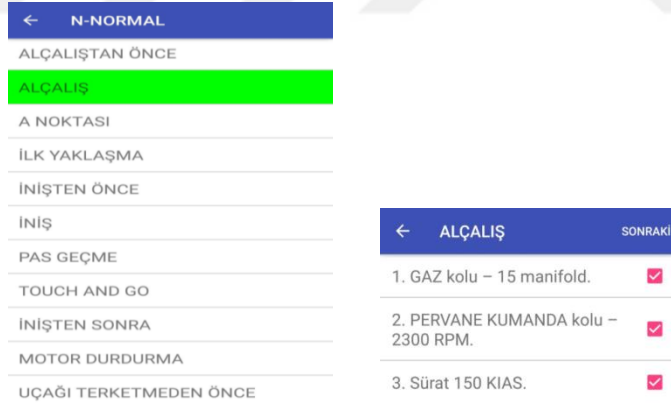 N-NORMAL
ALÇALIŞTAN ÖNCE
ALÇALIŞ
A NOKTASI
İLK YAKLAŞMA
İNİŞTEN ÖNCE
İNİŞ
PAS GEÇME
TOUCH AND GO
İNİŞTEN SONRA
MOTOR DURDURMA
UÇAĞI TERKETMEDEN ÖNCE
ALÇALIŞ SONRAKİ
1. GAZ kolu – 15 manifold.
2. PERVANE KUMANDA kolu –
2300 RPM.
3. Sürat 150 KIAS.